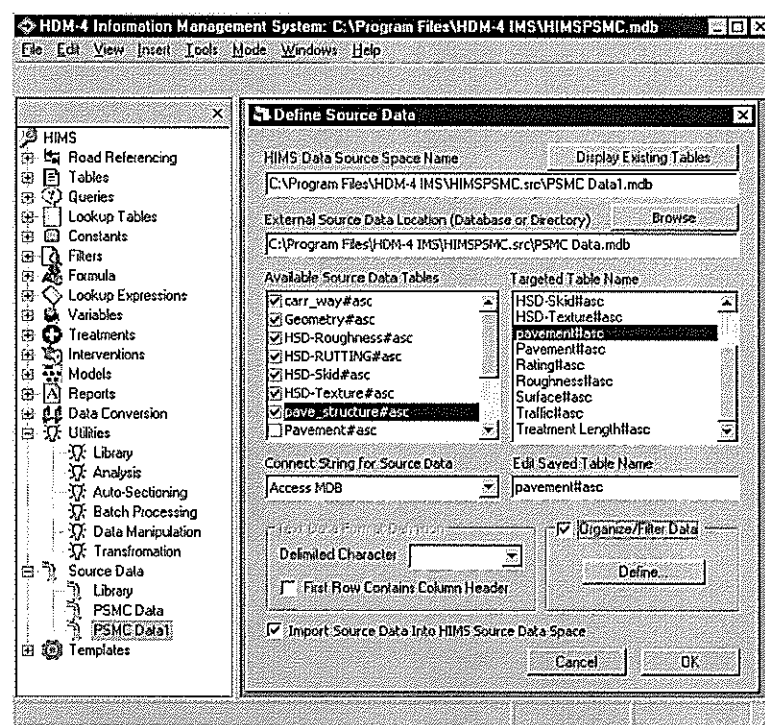 HDM-4 Information Management System: C:\Program Files\HDM-4 IMS\HIMSPSMC.mdb
File Edit View Insert Tools Mode Windows Help
HIMS
Road Referencing
Tables
Queries
Lookup Tables
Constants
Filters
Formula
Lookup Expressions
Variables
Treatments
Interventions
Models
Reports
Data Conversion
Utilities
Library
Analysis
Auto-Sectioning
Batch Processing
Data Manipulation
Transfromation
Source Data
Library
PSMC Data
PSMC Data1
Templates
Define Source Data
HIMS Data Source Space Name
Display Existing Tables
C:\Program Files\HDM-4 IMS\HIMSPSMC.src\PSMC Data1.mdb
External Source Data Location (Database or Directory)
Browse
C:\Program Files\HDM-4 IMS\HIMSPSMC.src\PSMC Data.mdb
Available Source Data Tables
carr_way#asc
Geometry#asc
HSD-Roughness#asc
HSD-RUTTING#asc
HSD-Skid#asc
HSD-Texture#asc
pave_structure#asc
Pavement#asc
Targeted Table Name
HSD-Skid#asc
HSD-Texture#asc
pavement#asc
Pavement#asc
Rating#asc
Roughness#asc
Surface#asc
Traffic#asc
Treatment Length#asc
Connect String for Source Data
Access MDB
Edit Saved Table Name
pavement#asc
Text Data Format Definition
Delimited Character
First Row Contains Column Header
Organize/Filter Data
Define...
Import Source Data Into HIMS Source Data Space
Cancel
OK